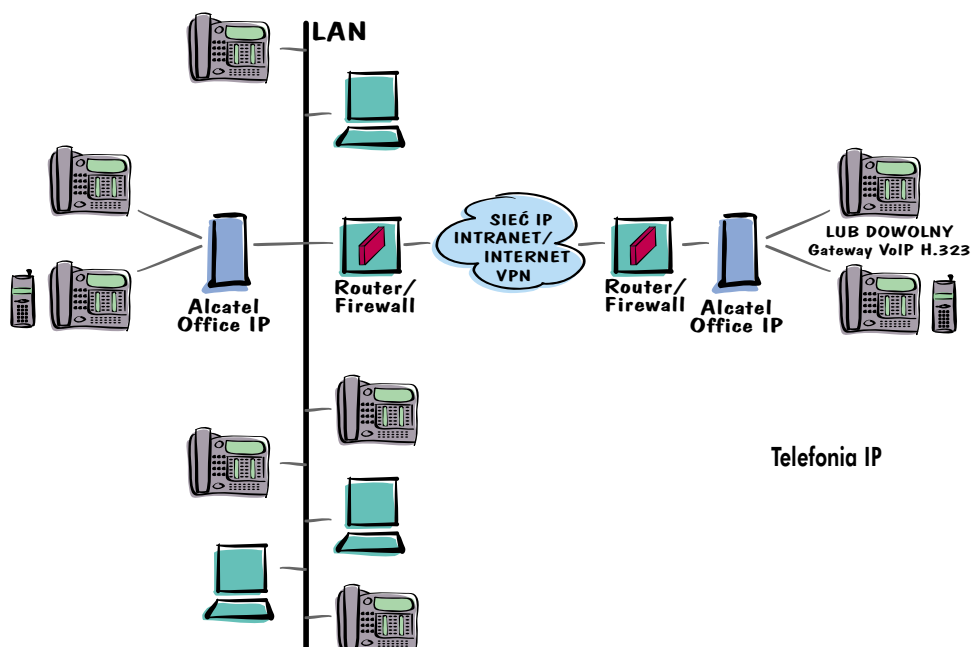 LAN
SIEĆ IP
INTRANET/
INTERNET
VPN
LUB DOWOLNY
Gateway VoIP H.323
Alcatel
Office IP
Router/
Firewall
Router/
Firewall
Alcatel
Office IP
Telefonia IP